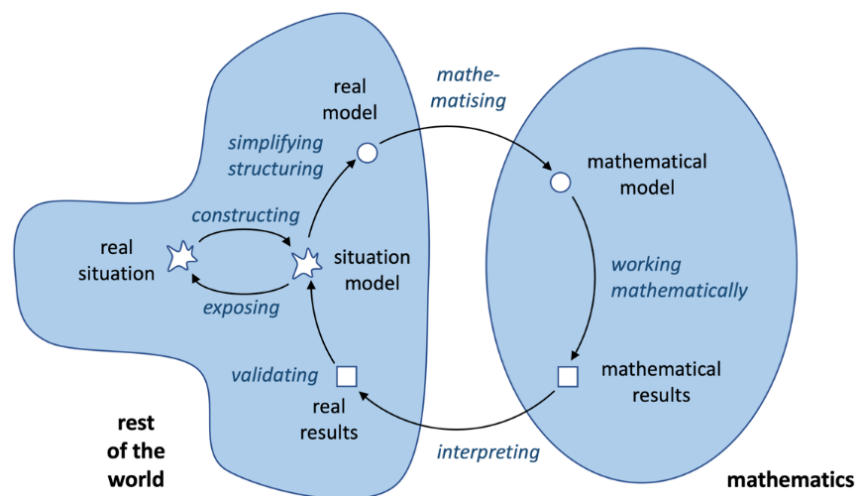 real
model
mathe-
matising
simplifying
structuring
mathematical
model
constructing
real
situation
situation
model
working
mathematically
exposing
validating
real
results
mathematical
results
interpreting
rest
of the
world
mathematics